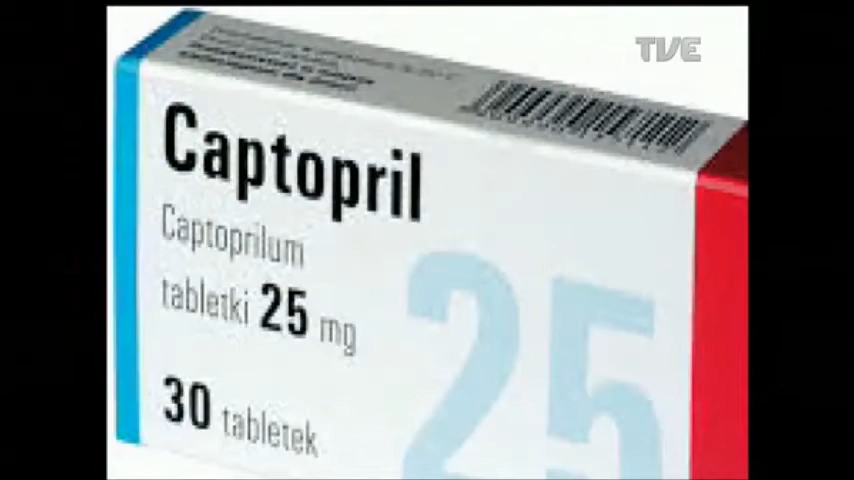 TVE
Captopril
Captoprilum
tabletki 25 mg
30 tabletek
25